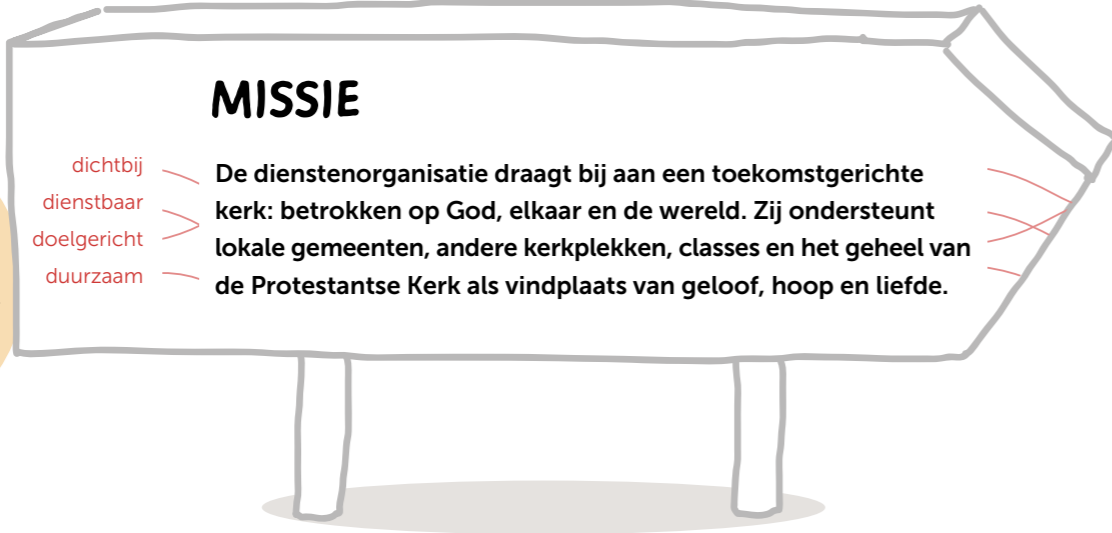 MISSIE
dichtbij
dienstbaar
doelgericht
duurzaam
De dienstenorganisatie draagt bij aan een toekomstgerichte
kerk: betrokken op God, elkaar en de wereld. Zij ondersteunt
lokale gemeenten, andere kerkplekken, classes en het geheel van
de Protestantse Kerk als vindplaats van geloof, hoop en liefde.